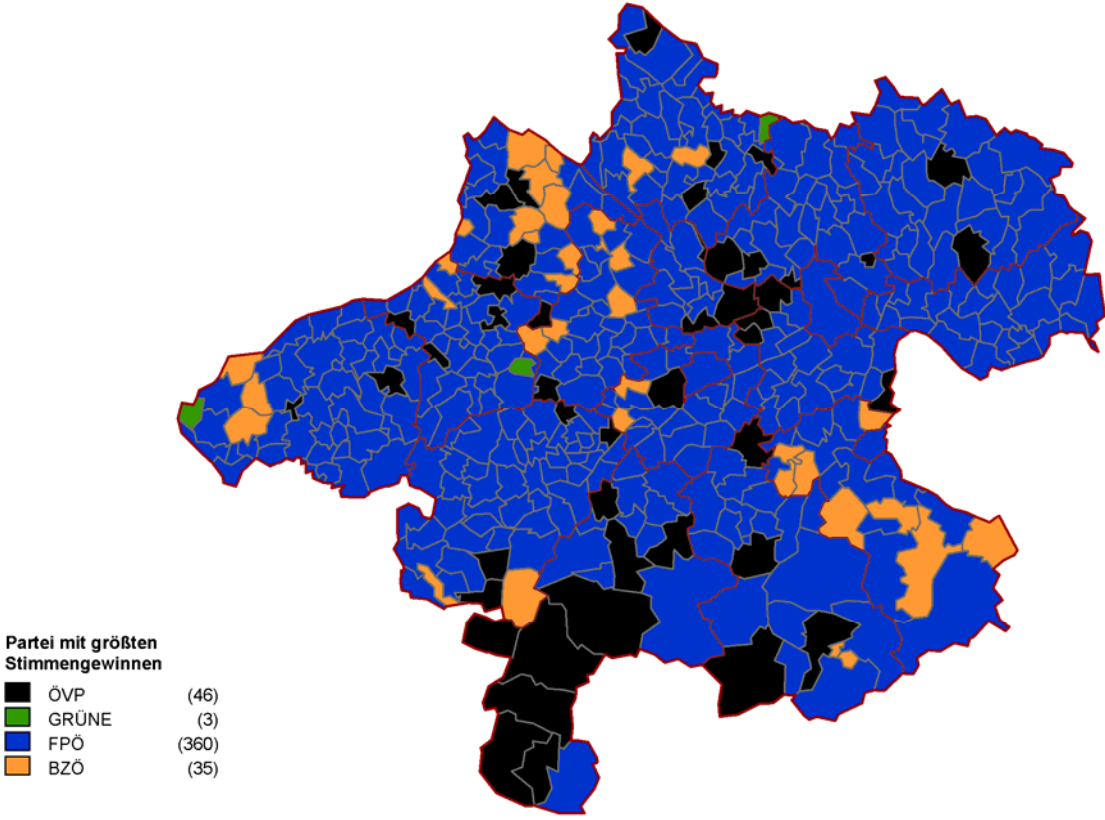 Partei mit größten
Stimmengewinnen
ÖVP (46)
GRÜNE (3)
FPÖ (360)
BZÖ (35)